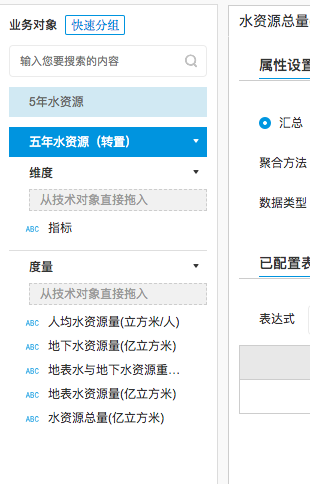 业务对象 快速分组
输入您要搜索的内容
5年水资源
五年水资源（转置）
维度
从技术对象直接拖入
ABC 指标
度量
从技术对象直接拖入
ABC 人均水资源量(立方米/人)
ABC 地下水资源量(亿立方米)
ABC 地表水与地下水资源重...
ABC 地表水资源量(亿立方米)
ABC 水资源总量(亿立方米)
水资源总量
属性设置
汇总
聚合方法
数据类型
已配置表
表达式